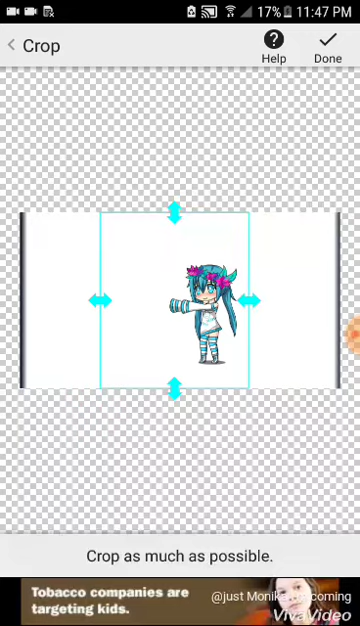 17% 11:47 PM
Crop
Help
Done
Crop as much as possible.
Tobacco companies are
targeting kids.
@just Monika
coming
VivaVideo